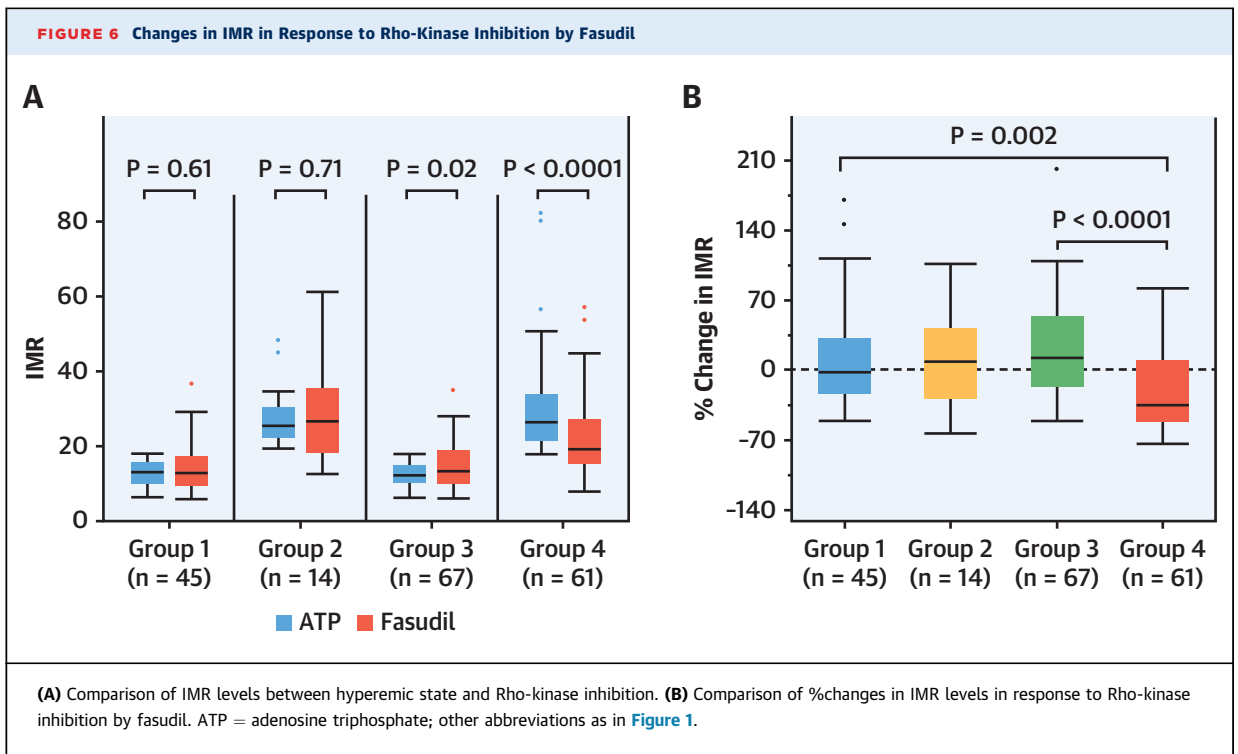 FIGURE 6 Changes in IMR in Response to Rho-Kinase Inhibition by Fasudil
A
P = 0.61
P = 0.71
P = 0.02
P < 0.0001
IMR
80
60
40
20
0
Group 1
(n = 45)
Group 2
(n = 14)
Group 3
(n = 67)
Group 4
(n = 61)
ATP
Fasudil
B
P = 0.002
P < 0.0001
% Change in IMR
210
140
70
0
-70
-140
Group 1
(n = 45)
Group 2
(n = 14)
Group 3
(n = 67)
Group 4
(n = 61)
(A) Comparison of IMR levels between hyperemic state and Rho-kinase inhibition. (B) Comparison of %changes in IMR levels in response to Rho-kinase
inhibition by fasudil. ATP = adenosine triphosphate; other abbreviations as in Figure 1.